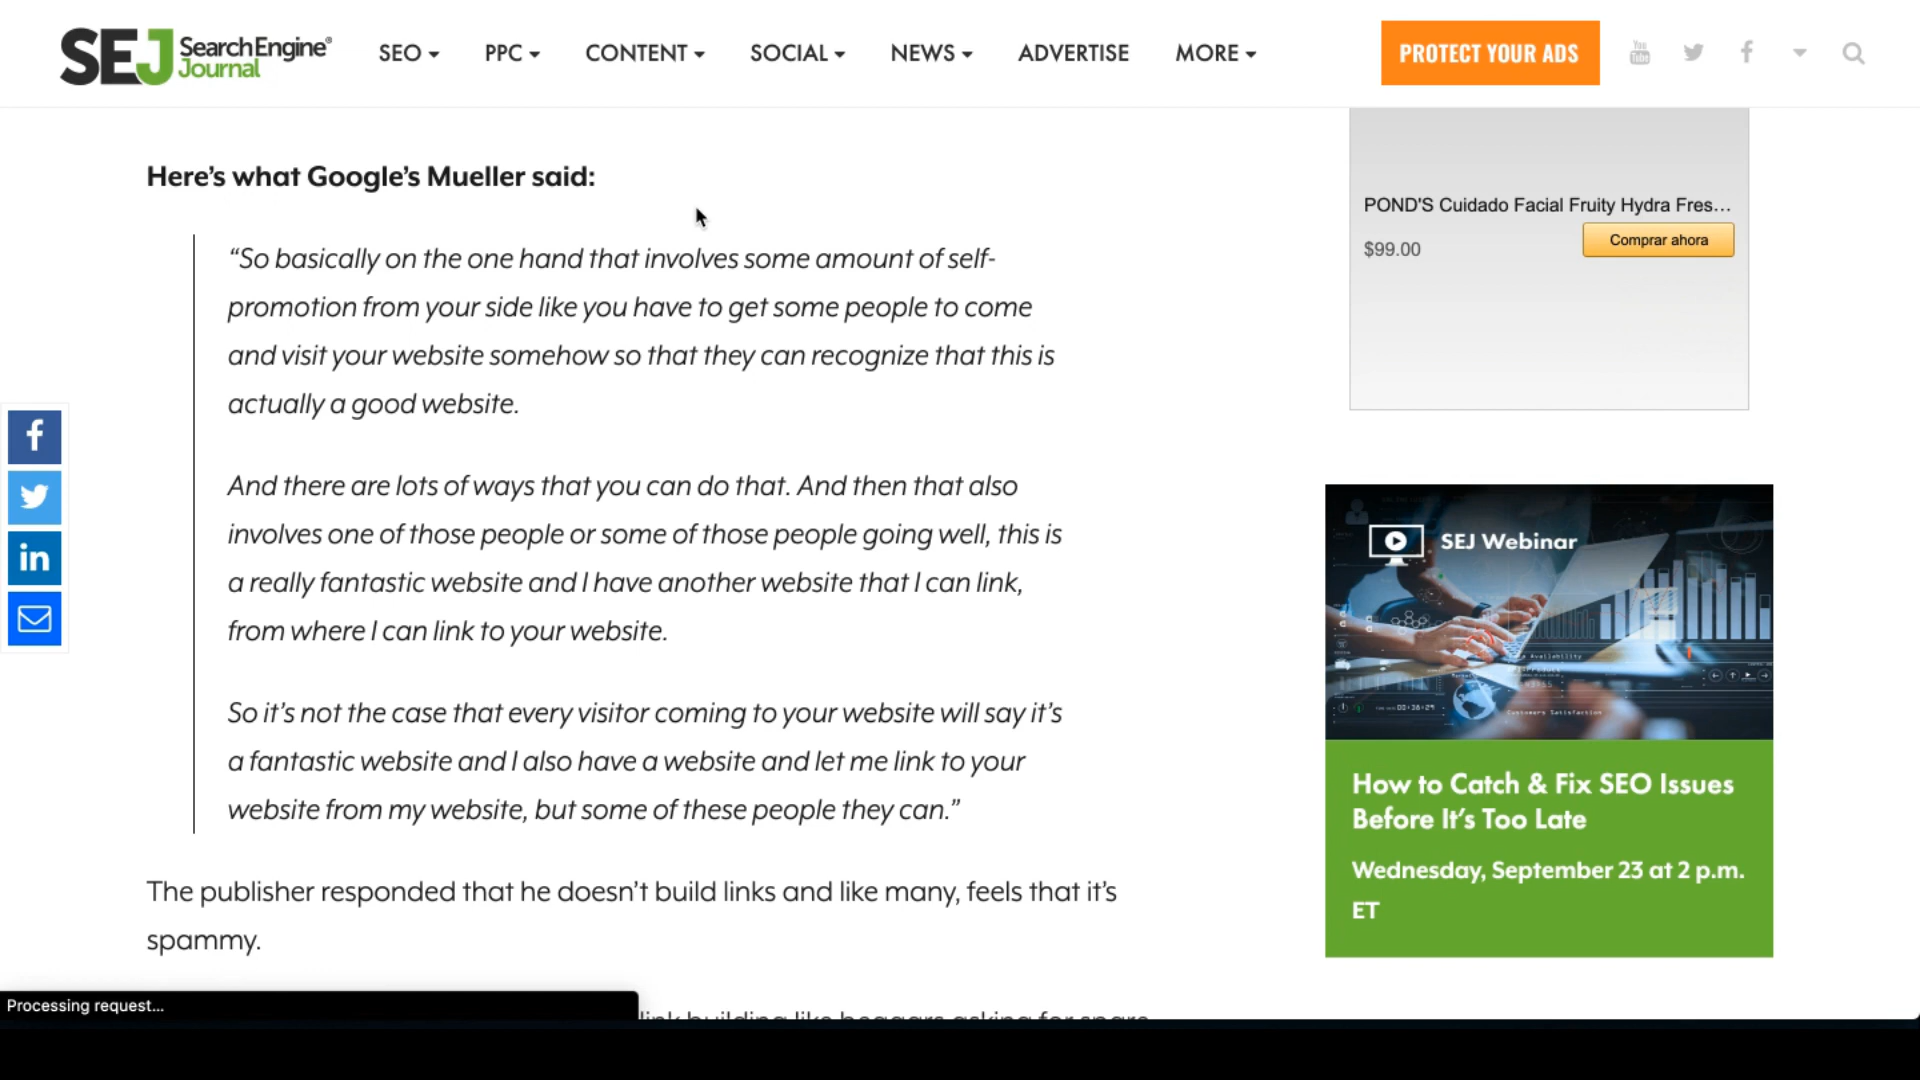 SEJ Search Engine Journal
SEO PPC CONTENT SOCIAL NEWS ADVERTISE MORE PROTECT YOUR ADS
Here's what Google's Mueller said:
“So basically on the one hand that involves some amount of self-
promotion from your side like you have to get some people to come
and visit your website somehow so that they can recognize that this is
actually a good website.
And there are lots of ways that you can do that. And then that also
involves one of those people or some of those people going well, this is
a really fantastic website and I have another website that I can link,
from where I can link to your website.
So it’s not the case that every visitor coming to your website will say it’s
a fantastic website and I also have a website and let me link to your
website from my website, but some of these people they can.”
The publisher responded that he doesn’t build links and like many, feels that it’s
spammy.
link building like beggars asking for spare
Processing request...
POND'S Cuidado Facial Fruity Hydra Fres...
$99.00
Comprar ahora
SEJ Webinar
How to Catch & Fix SEO Issues
Before It's Too Late
Wednesday, September 23 at 2 p.m.
ET